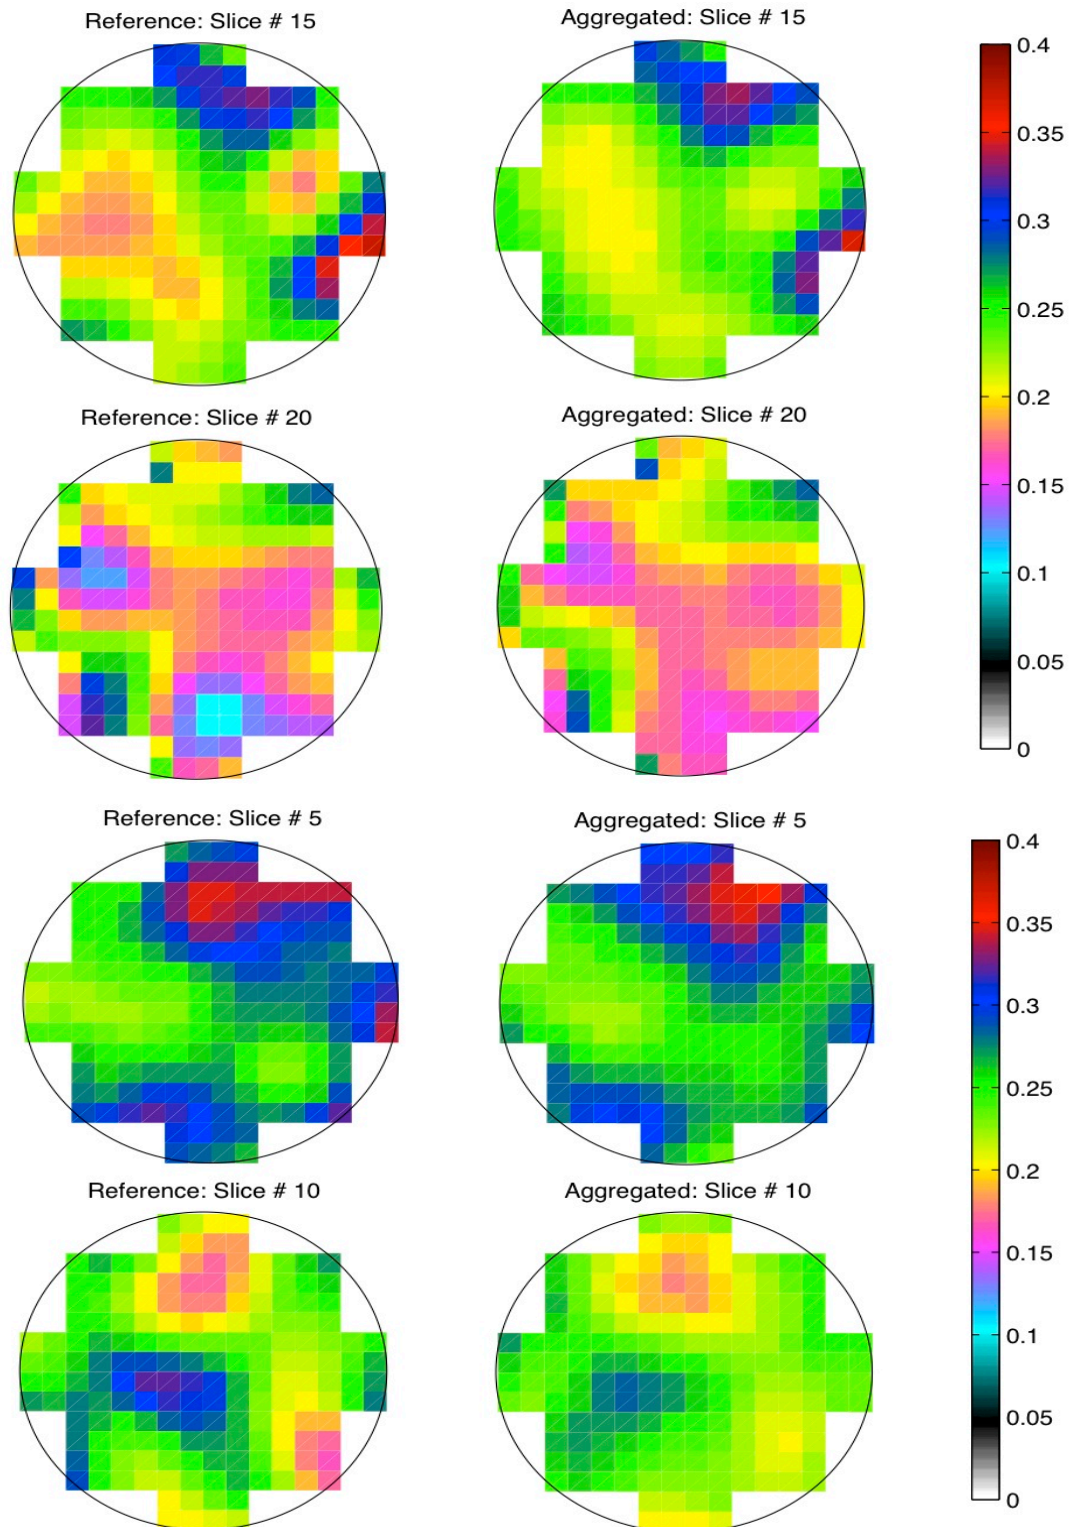 Reference: Slice # 15
Aggregated: Slice # 15
0.4
0.35
0.3
0.25
0.2
0.15
0.1
0.05
0
Reference: Slice # 20
Aggregated: Slice # 20
Reference: Slice # 5
Aggregated: Slice # 5
0.4
0.35
0.3
0.25
0.2
0.15
0.1
0.05
0
Reference: Slice # 10
Aggregated: Slice # 10